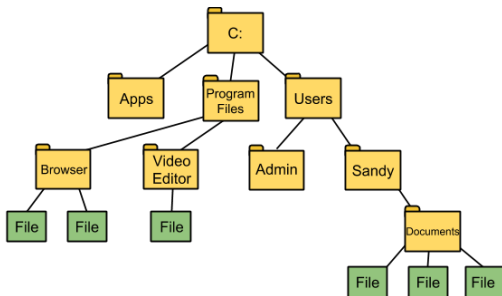 C:
Apps
Program
Files
Users
Browser
Video
Editor
Admin
Sandy
File
File
File
Documents
File
File
File